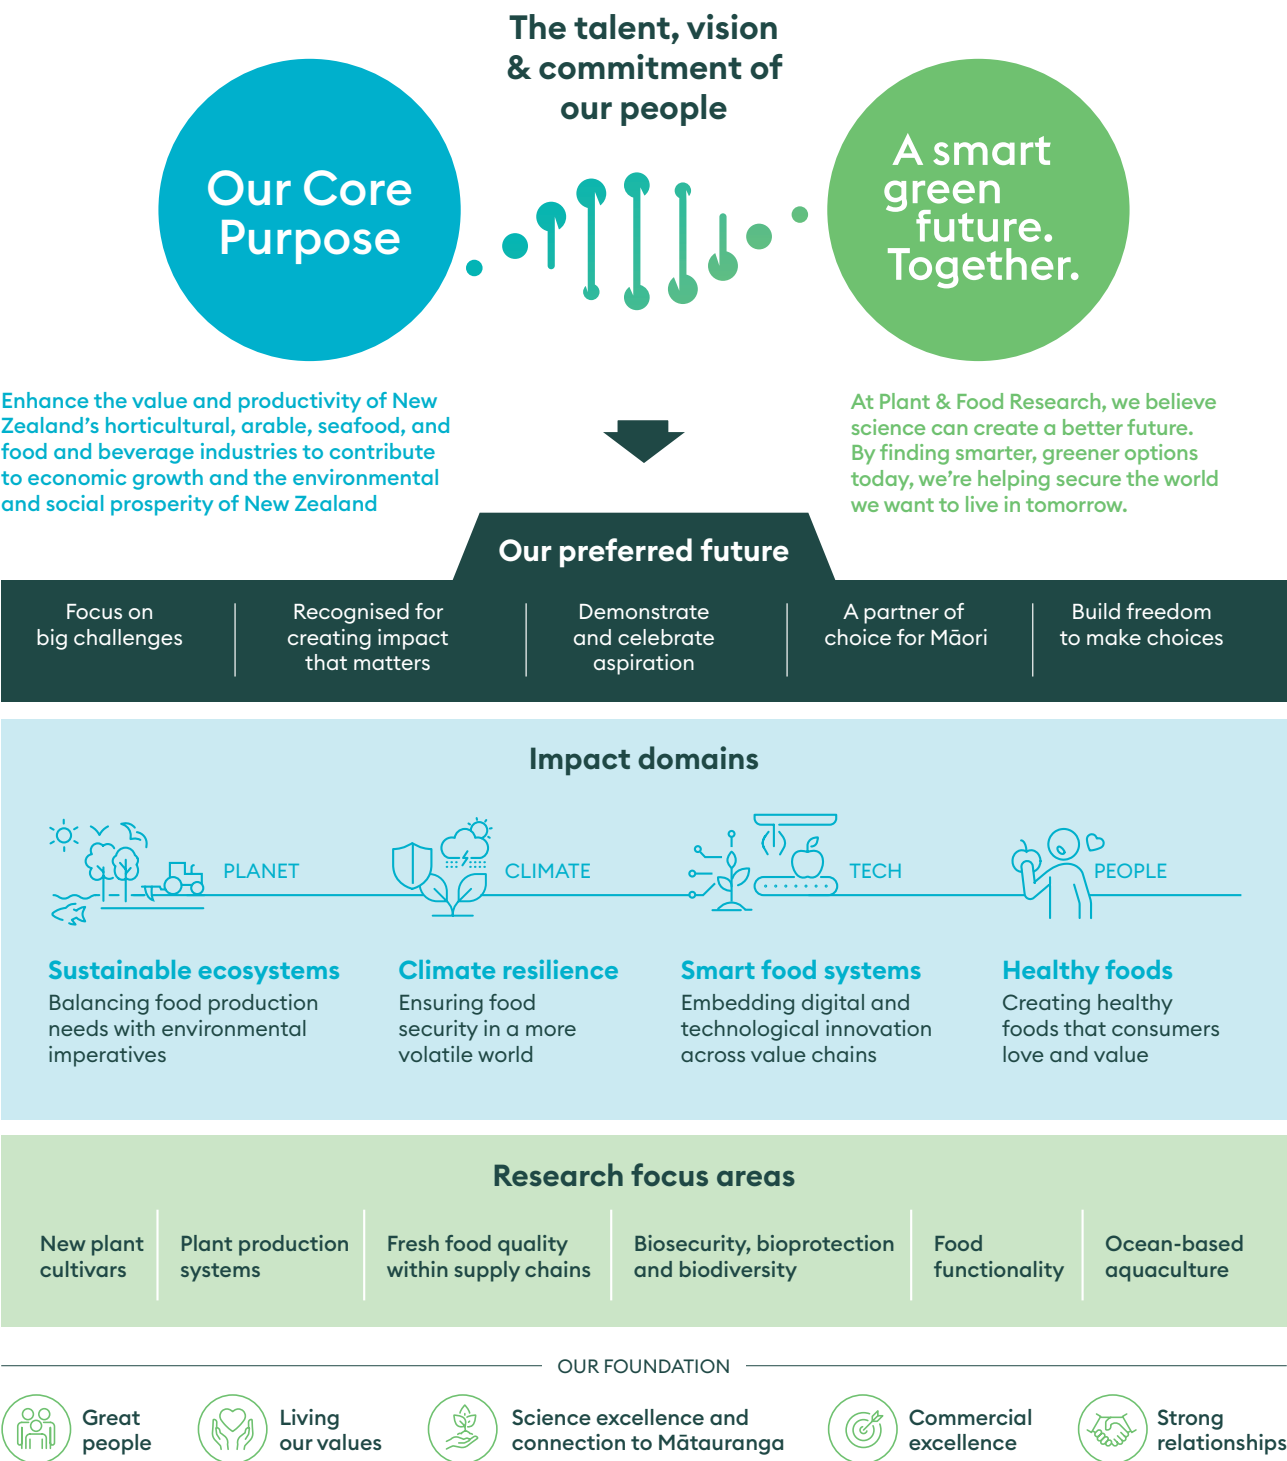 The talent, vision
& commitment of
our people
Our Core
Purpose
A smart
green
future.
Together.
Enhance the value and productivity of New
Zealand’s horticultural, arable, seafood, and
food and beverage industries to contribute
to economic growth and the environmental
and social prosperity of New Zealand
At Plant & Food Research, we believe
science can create a better future.
By finding smarter, greener options
today, we’re helping secure the world
we want to live in tomorrow.
Our preferred future
Focus on
big challenges
Recognised for
creating impact
that matters
Demonstrate
and celebrate
aspiration
A partner of
choice for Māori
Build freedom
to make choices
Impact domains
PLANET
CLIMATE
TECH
PEOPLE
Sustainable ecosystems
Balancing food production
needs with environmental
imperatives
Climate resilience
Ensuring food
security in a more
volatile world
Smart food systems
Embedding digital and
technological innovation
across value chains
Healthy foods
Creating healthy
foods that consumers
love and value
Research focus areas
New plant
cultivars
Plant production
systems
Fresh food quality
within supply chains
Biosecurity, bioprotection
and biodiversity
Food
functionality
Ocean-based
aquaculture
OUR FOUNDATION
Great
people
Living
our values
Science excellence and
connection to Mātauranga
Commercial
excellence
Strong
relationships